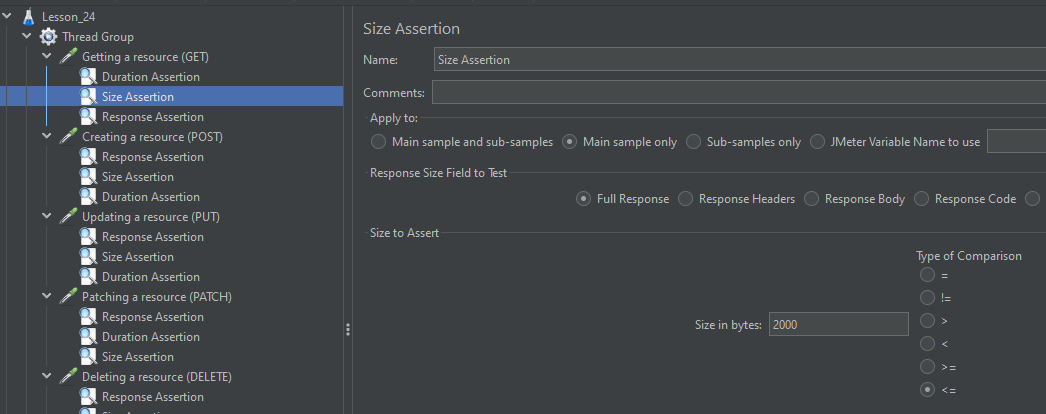 Lesson_24
Thread Group
Getting a resource (GET)
Duration Assertion
Size Assertion
Response Assertion
Creating a resource (POST)
Response Assertion
Size Assertion
Duration Assertion
Updating a resource (PUT)
Response Assertion
Size Assertion
Duration Assertion
Patching a resource (PATCH)
Response Assertion
Duration Assertion
Size Assertion
Deleting a resource (DELETE)
Response Assertion
Size Assertion
Size Assertion
Name: Size Assertion
Comments:
Apply to:
Main sample and sub-samples Main sample only Sub-samples only JMeter Variable Name to use
Response Size Field to Test
Full Response Response Headers Response Body Response Code
Size to Assert
Type of Comparison
=
!=
Size in bytes: 2000 >
<
>=
<=